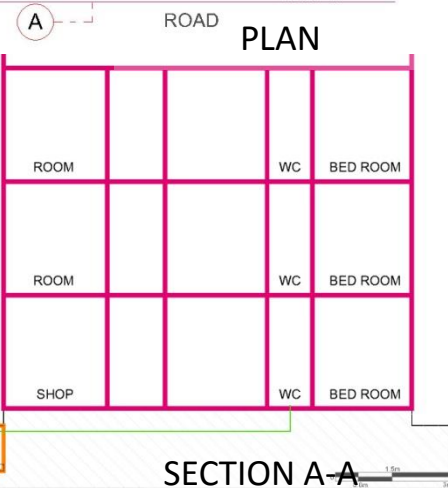 A ROAD
PLAN
ROOM WC BED ROOM
ROOM WC BED ROOM
SHOP WC BED ROOM
SECTION A-A
1.5m